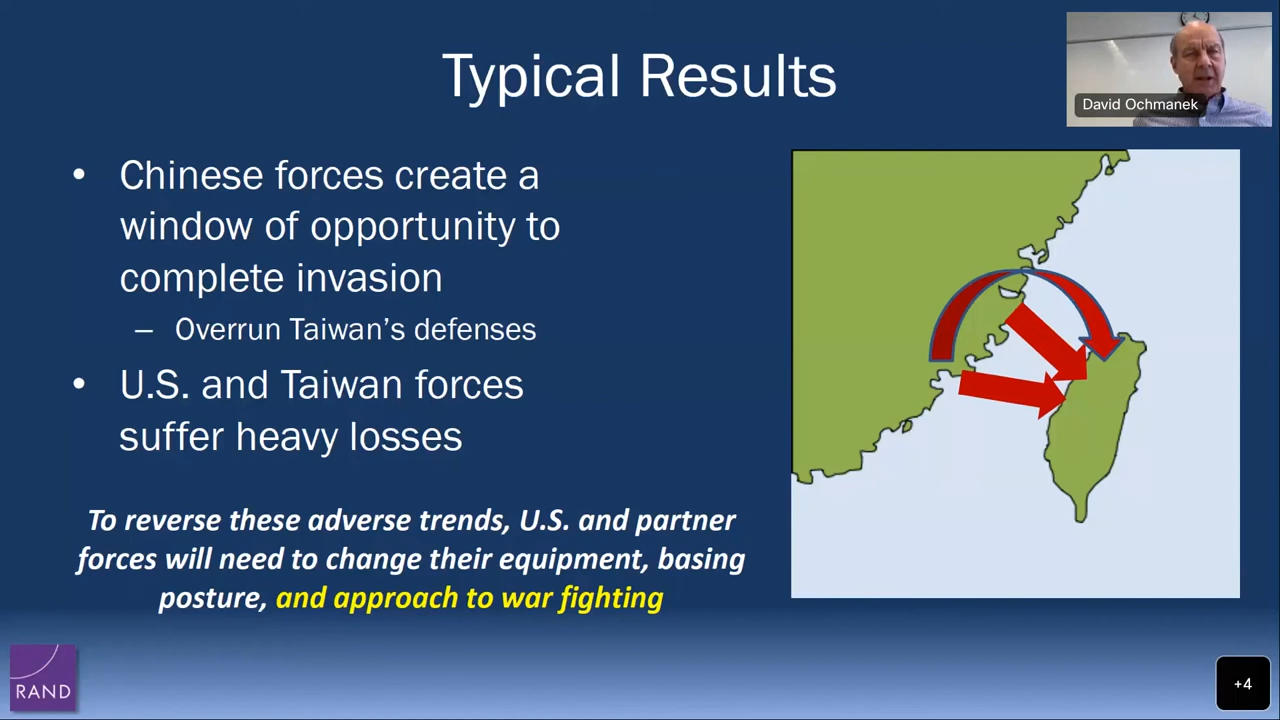 Typical Results
David Ochmanek
• Chinese forces create a
window of opportunity to
complete invasion
– Overrun Taiwan’s defenses
• U.S. and Taiwan forces
suffer heavy losses
To reverse these adverse trends, U.S. and partner
forces will need to change their equipment, basing
posture, and approach to war fighting
RAND
+4